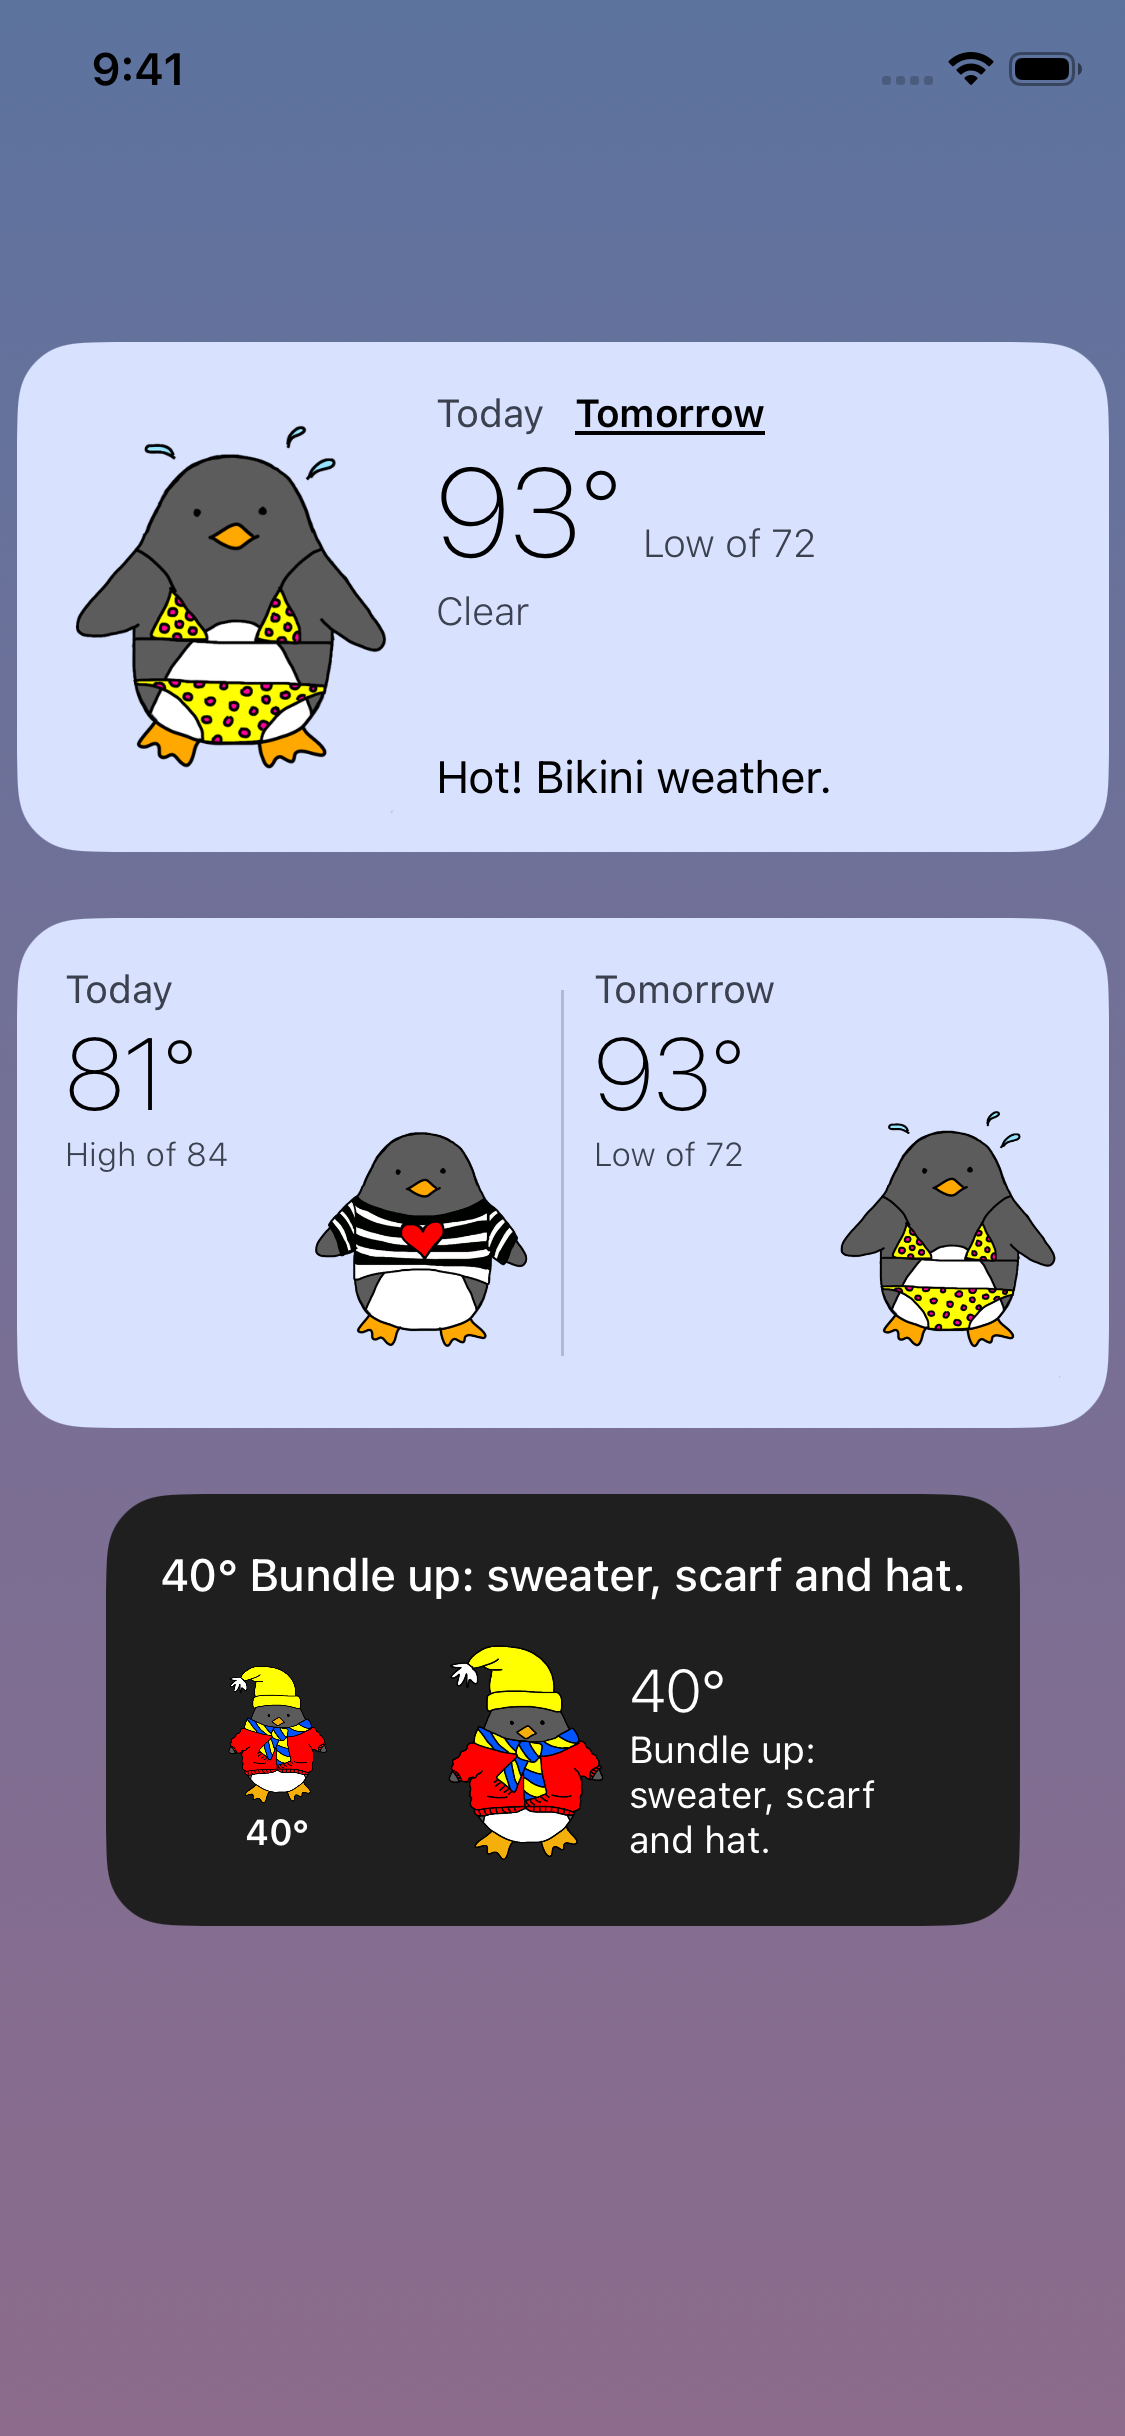 9:41
Today Tomorrow
93° Low of 72
Clear
Hot! Bikini weather.
Today
81°
High of 84
Tomorrow
93°
Low of 72
40° Bundle up: sweater, scarf and hat.
40°
40°
Bundle up:
sweater, scarf
and hat.